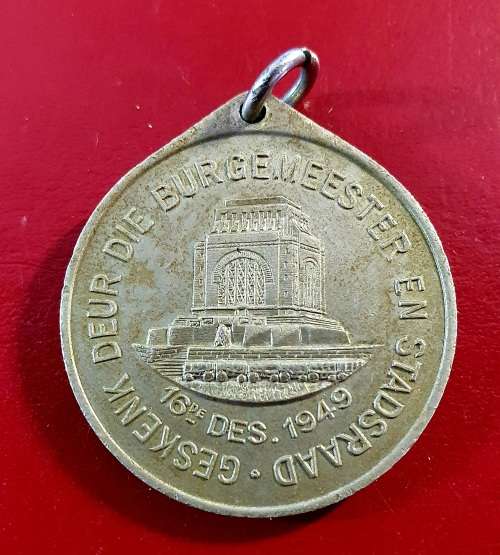 GESKENK DEUR DIE BURGEMEESTER EN STADSRAAD ·
16DE DES. 1949